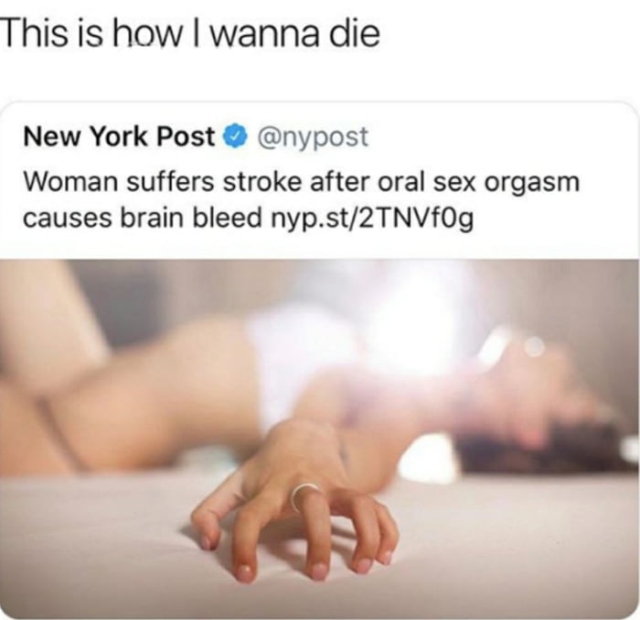 This is how I wanna die
New York Post @nypost
Woman suffers stroke after oral sex orgasm
causes brain bleed nyp.st/2TNVf0g